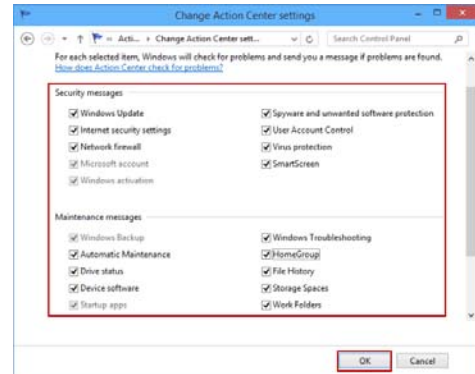 Change Action Center settings
Acti... Change Action Center sett...
Search Control Panel
For each selected item, Windows will check for problems and send you a message if problems are found.
How does Action Center check for problems?
Security messages
Windows Update
Spyware and unwanted software protection
Internet security settings
User Account Control
Network firewall
Virus protection
Microsoft account
SmartScreen
Windows activation
Maintenance messages
Windows Backup
Windows Troubleshooting
Automatic Maintenance
HomeGroup
Drive status
File History
Device software
Storage Spaces
Startup apps
Work Folders
OK
Cancel